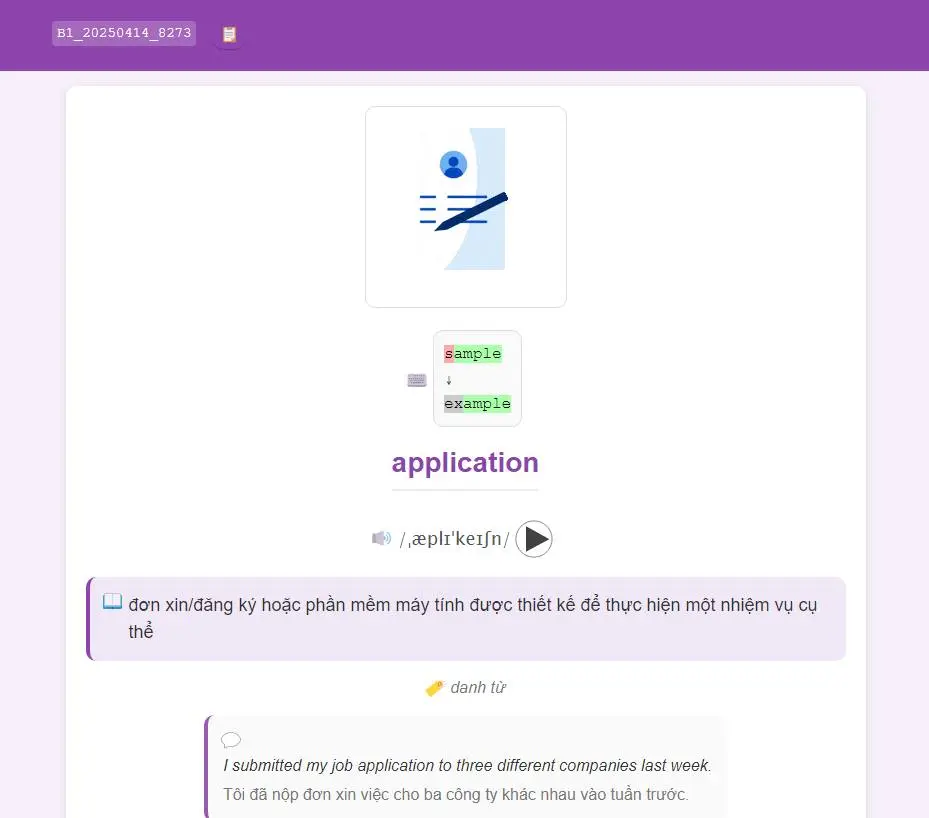 B1_20250414_8273
sample
↓
example
application
/ˌæplɪˈkeɪʃn/
đơn xin/đăng ký hoặc phần mềm máy tính được thiết kế để thực hiện một nhiệm vụ cụ
thể
danh từ
I submitted my job application to three different companies last week.
Tôi đã nộp đơn xin việc cho ba công ty khác nhau vào tuần trước.